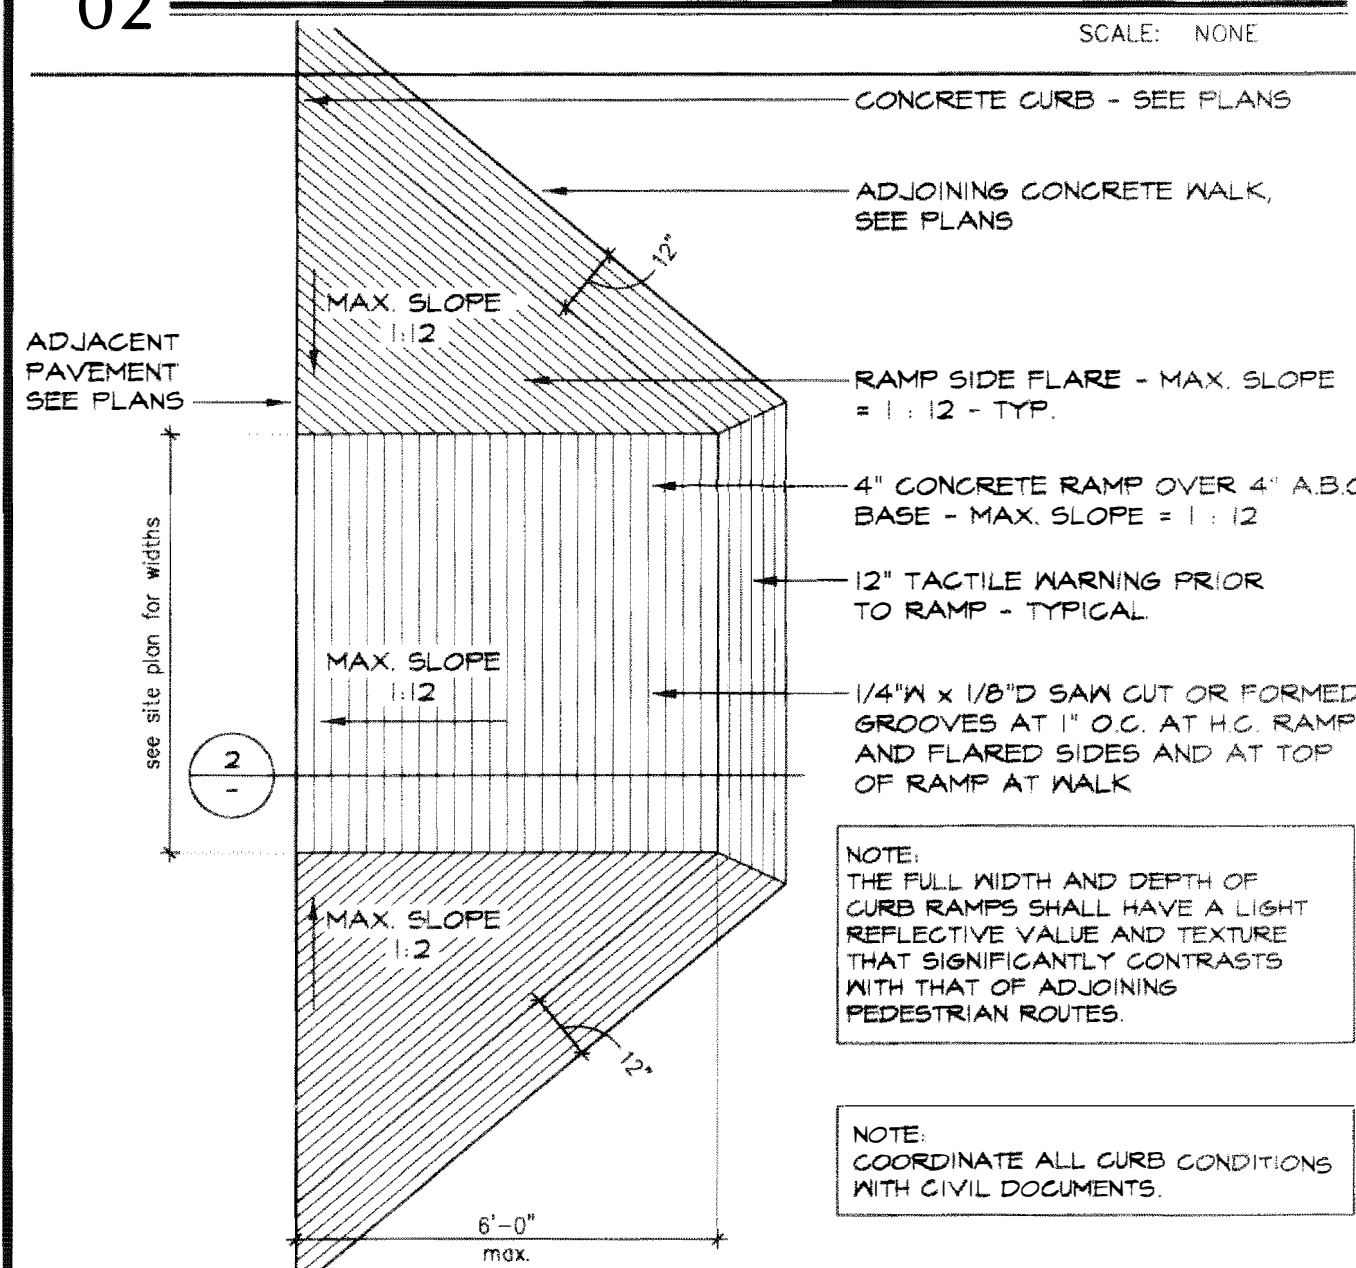 02
SCALE: NONE
CONCRETE CURB - SEE PLANS
ADJOINING CONCRETE WALK,
SEE PLANS
12"
MAX. SLOPE
1:12
ADJACENT
PAVEMENT
SEE PLANS
RAMP SIDE FLARE - MAX. SLOPE
= 1 : 12 - TYP.
4" CONCRETE RAMP OVER 4" A.B.C
BASE - MAX. SLOPE = 1 : 12
see site plan for widths
12" TACTILE WARNING PRIOR
TO RAMP - TYPICAL.
MAX. SLOPE
1:12
1/4"W x 1/8"D SAW CUT OR FORMED
GROOVES AT 1" O.C. AT H.C. RAMP
AND FLARED SIDES AND AT TOP
OF RAMP AT WALK
2
-
NOTE:
THE FULL WIDTH AND DEPTH OF
CURB RAMPS SHALL HAVE A LIGHT
REFLECTIVE VALUE AND TEXTURE
THAT SIGNIFICANTLY CONTRASTS
WITH THAT OF ADJOINING
PEDESTRIAN ROUTES.
MAX. SLOPE
1:2
12"
NOTE:
COORDINATE ALL CURB CONDITIONS
WITH CIVIL DOCUMENTS.
6'-0"
max.